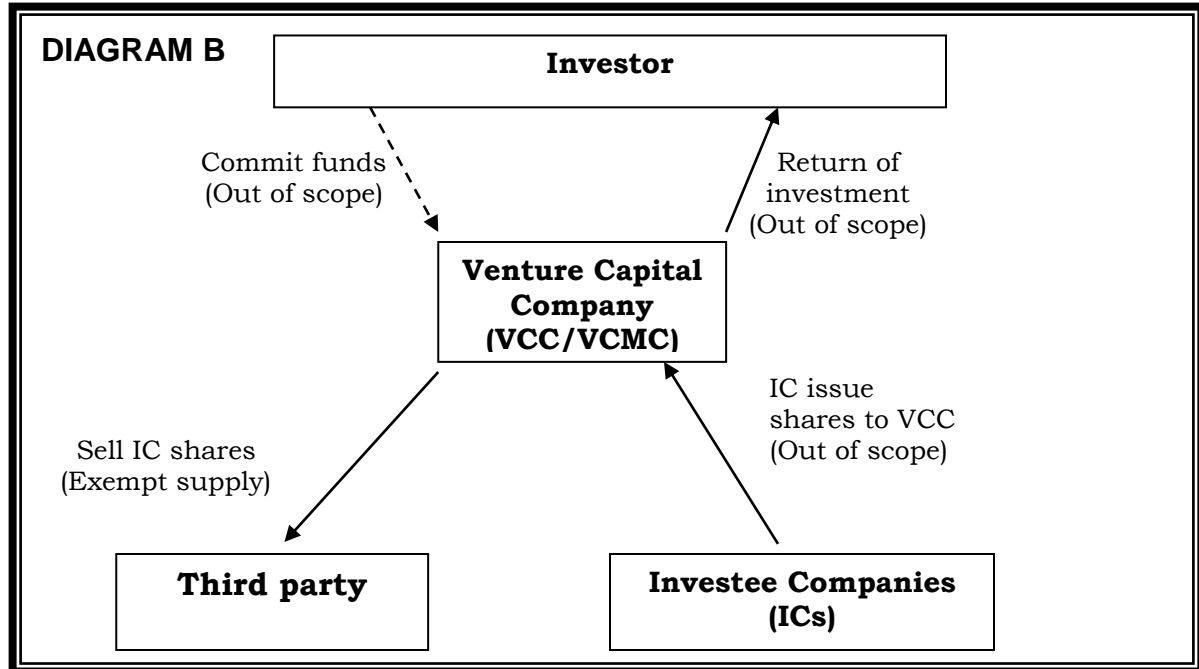 DIAGRAM B
Investor
Commit funds
(Out of scope)
Return of
investment
(Out of scope)
Venture Capital
Company
(VCC/VCMC)
IC issue
shares to VCC
(Out of scope)
Sell IC shares
(Exempt supply)
Third party
Investee Companies
(ICs)